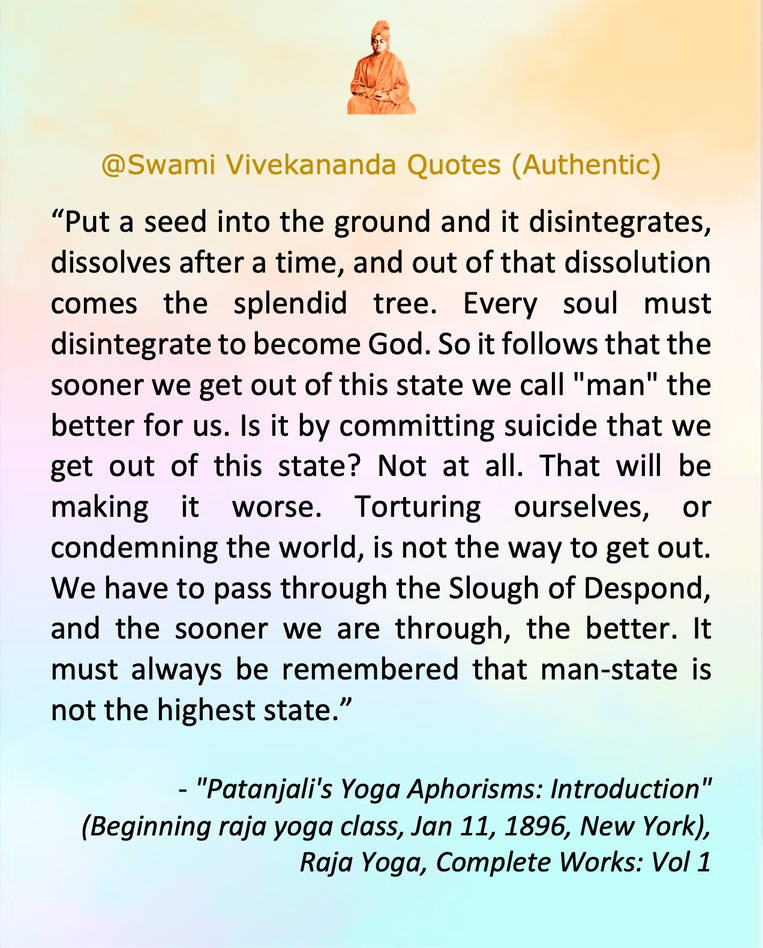 @Swami Vivekananda Quotes (Authentic)
“Put a seed into the ground and it disintegrates,
dissolves after a time, and out of that dissolution
comes the splendid tree. Every soul must
disintegrate to become God. So it follows that the
sooner we get out of this state we call "man" the
better for us. Is it by committing suicide that we
get out of this state? Not at all. That will be
making it worse. Torturing ourselves, or
condemning the world, is not the way to get out.
We have to pass through the Slough of Despond,
and the sooner we are through, the better. It
must always be remembered that man-state is
not the highest state.”
- "Patanjali's Yoga Aphorisms: Introduction"
(Beginning raja yoga class, Jan 11, 1896, New York),
Raja Yoga, Complete Works: Vol 1